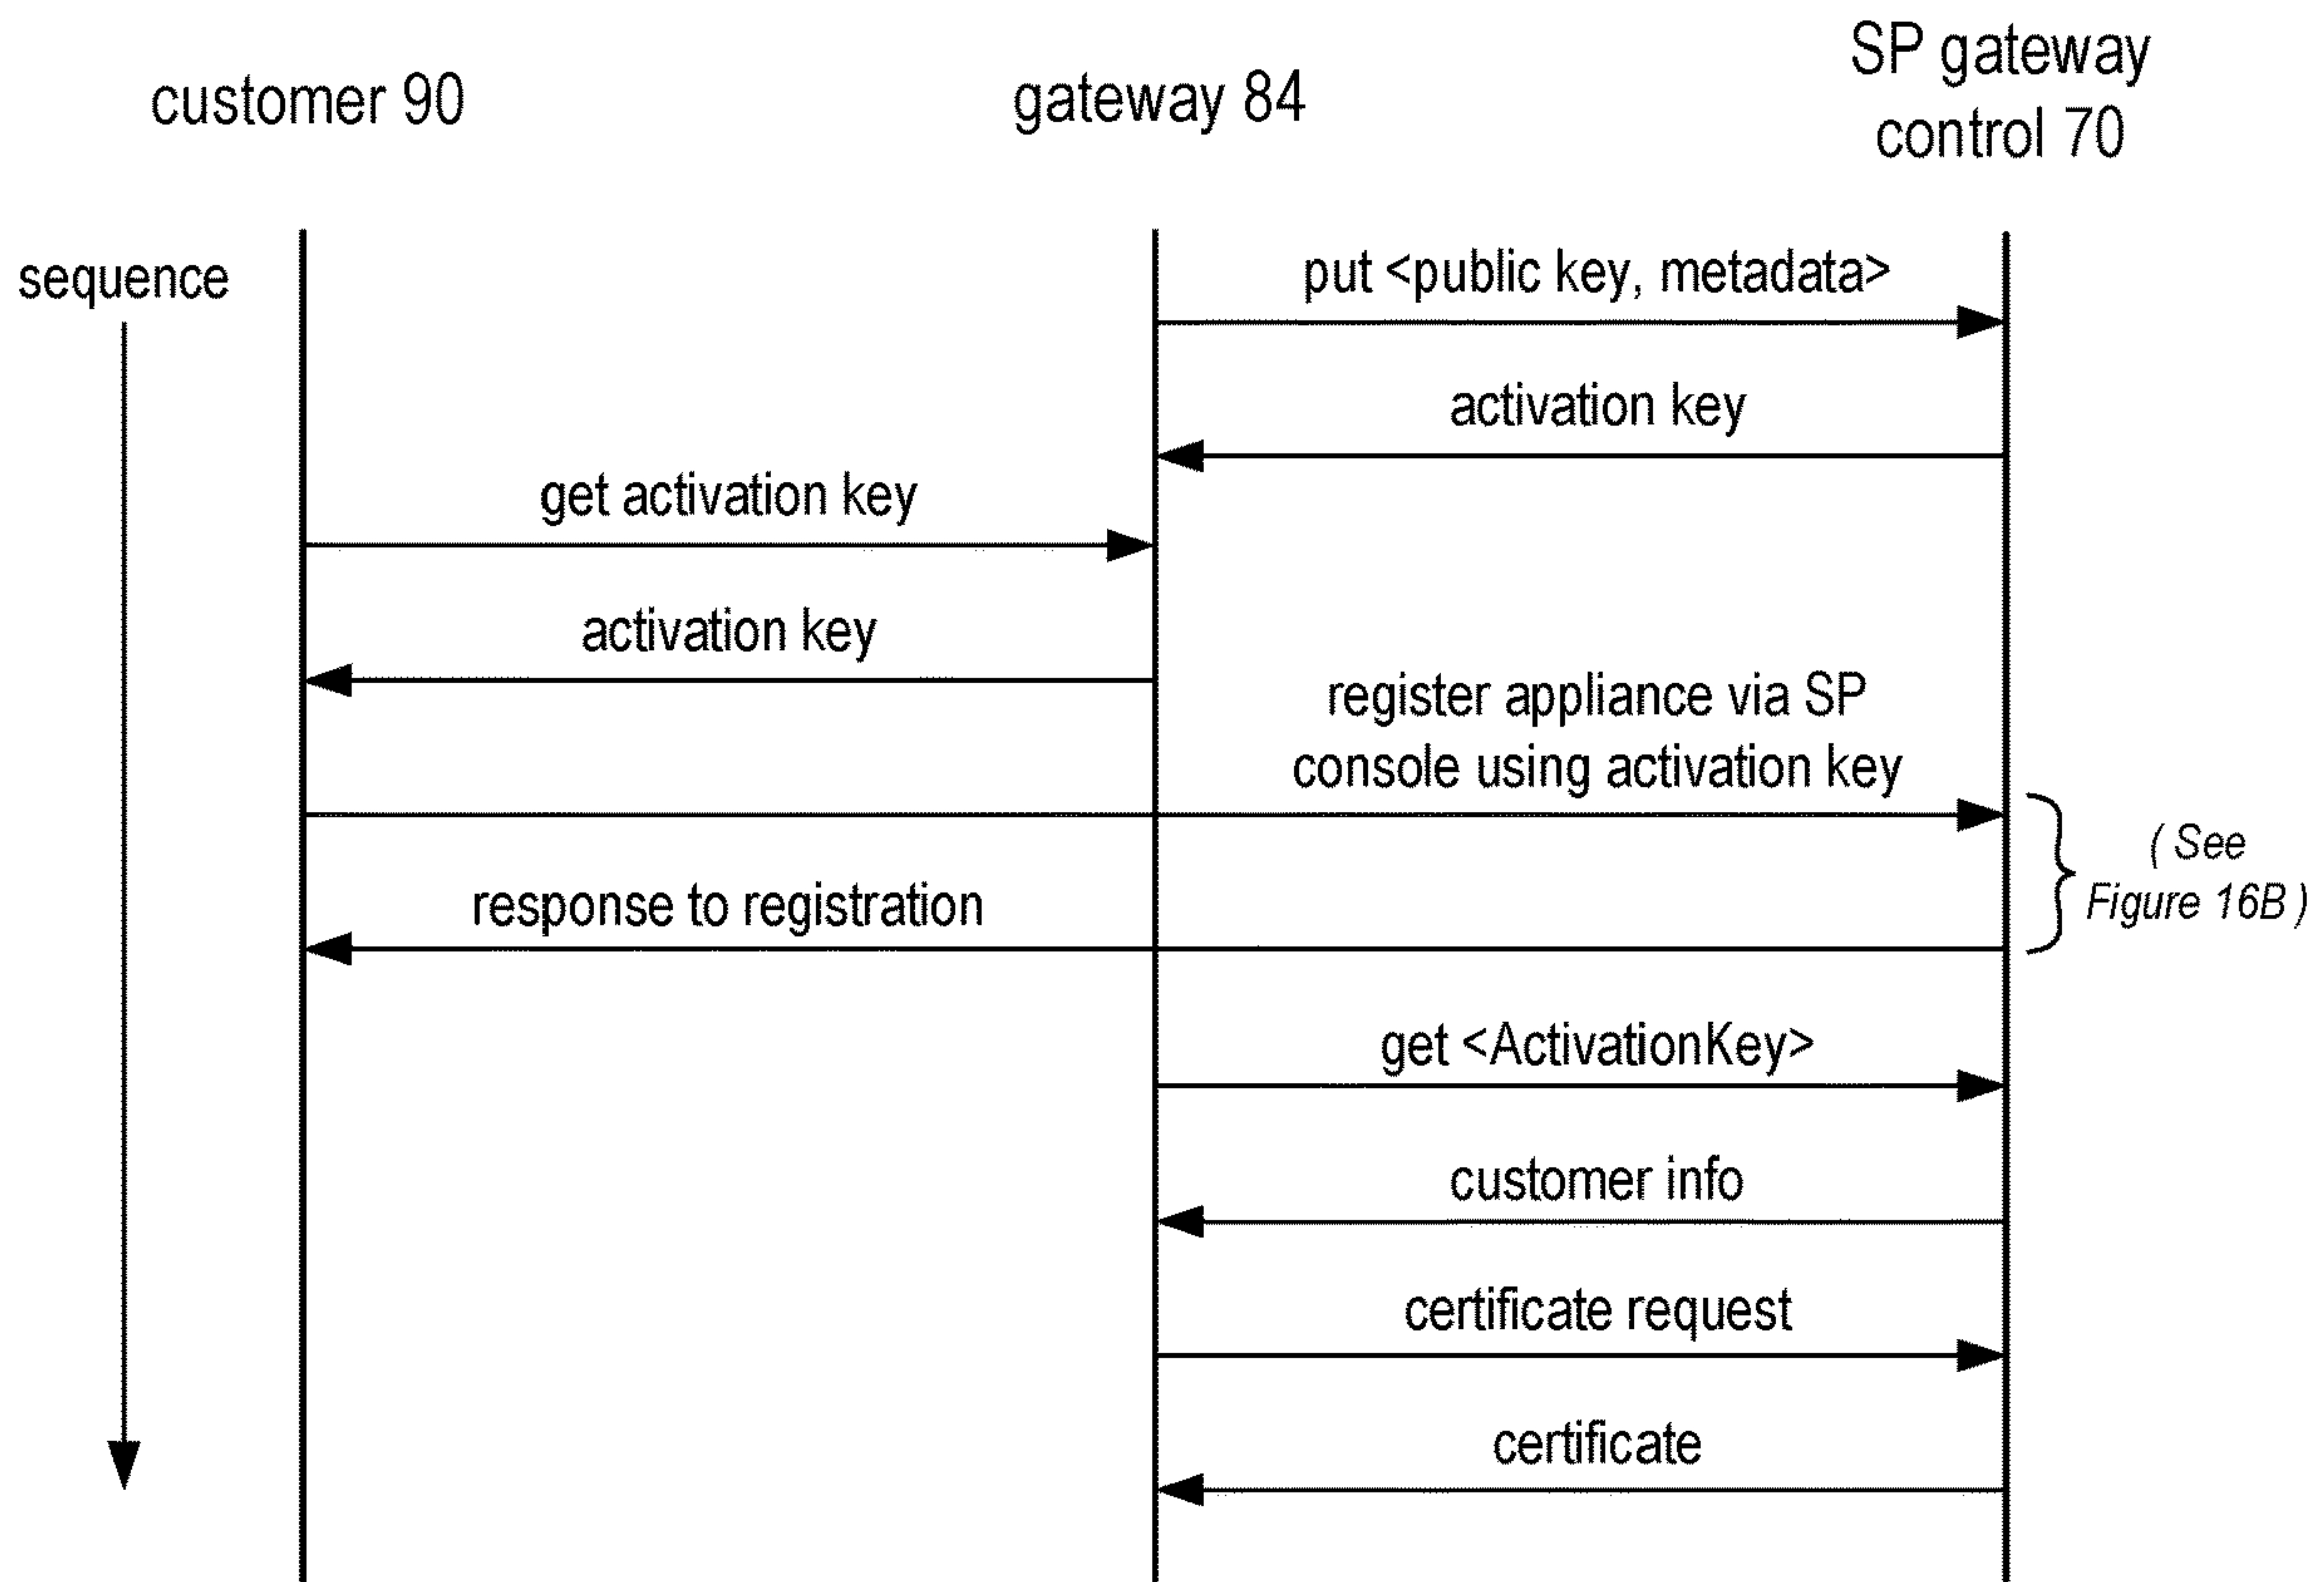 customer 90
gateway 84
SP gateway
control 70
sequence
put <public key, metadata>
activation key
get activation key
activation key
register appliance via SP
console using activation key
( See
Figure 16B )
response to registration
get <ActivationKey>
customer info
certificate request
certificate